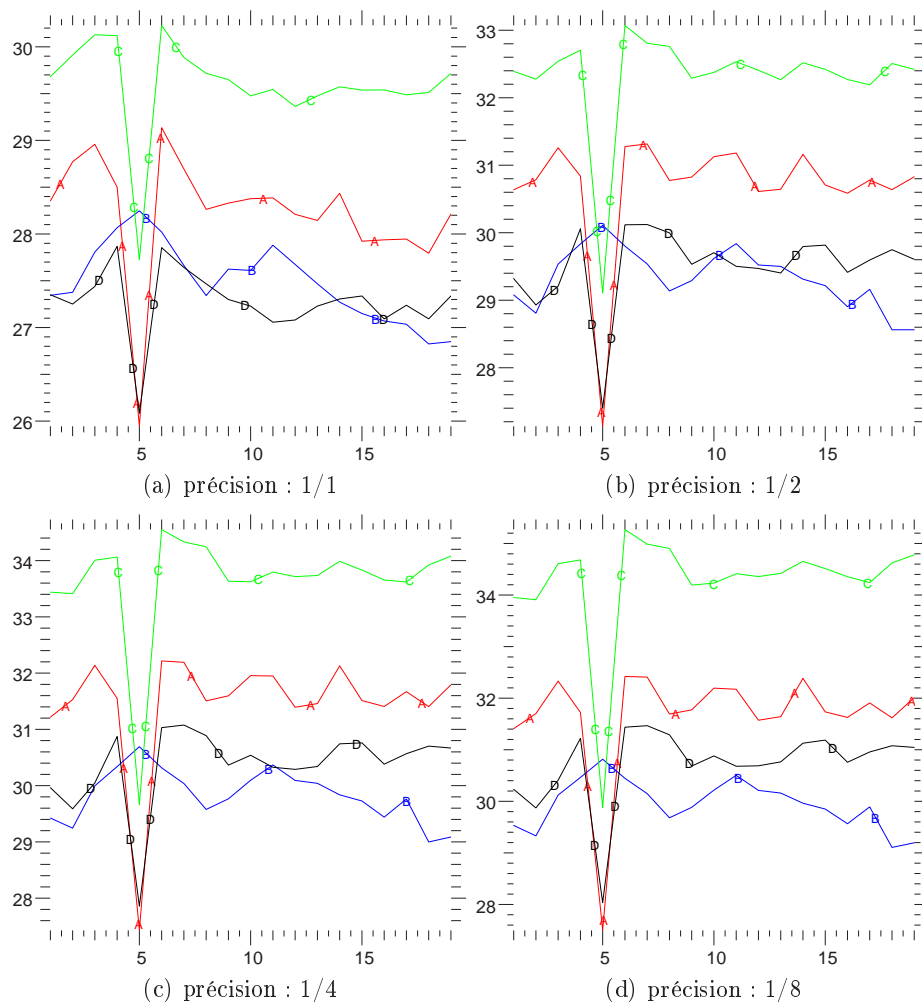 30
29
28
27
26
C C C C C
A A A A A A A
B B B B
D D D D D
5 10 15
(a) précision : 1/1
33
32
31
30
29
28
C C C C C C
A A A A A A A
B B B
D D D D D
5 10 15
(b) précision : 1/2
34
33
32
31
30
29
28
C C C C C C
A A A A A A A
B B B
D D D D D
5 10 15
(c) précision : 1/4
34
32
30
28
C C C C C C
A A A A A A A
B B B
D D D D D
5 10 15
(d) précision : 1/8